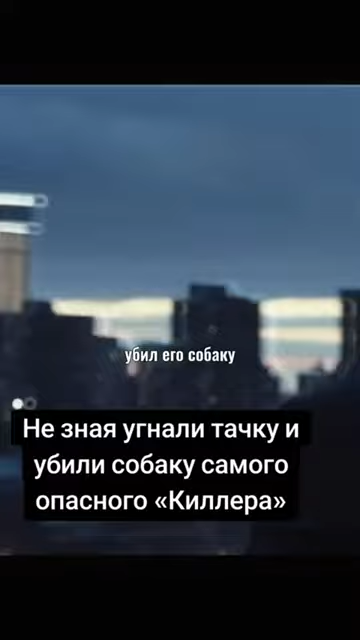 убил его собаку
Не зная угнали тачку и
убили собаку самого
опасного «Киллера»